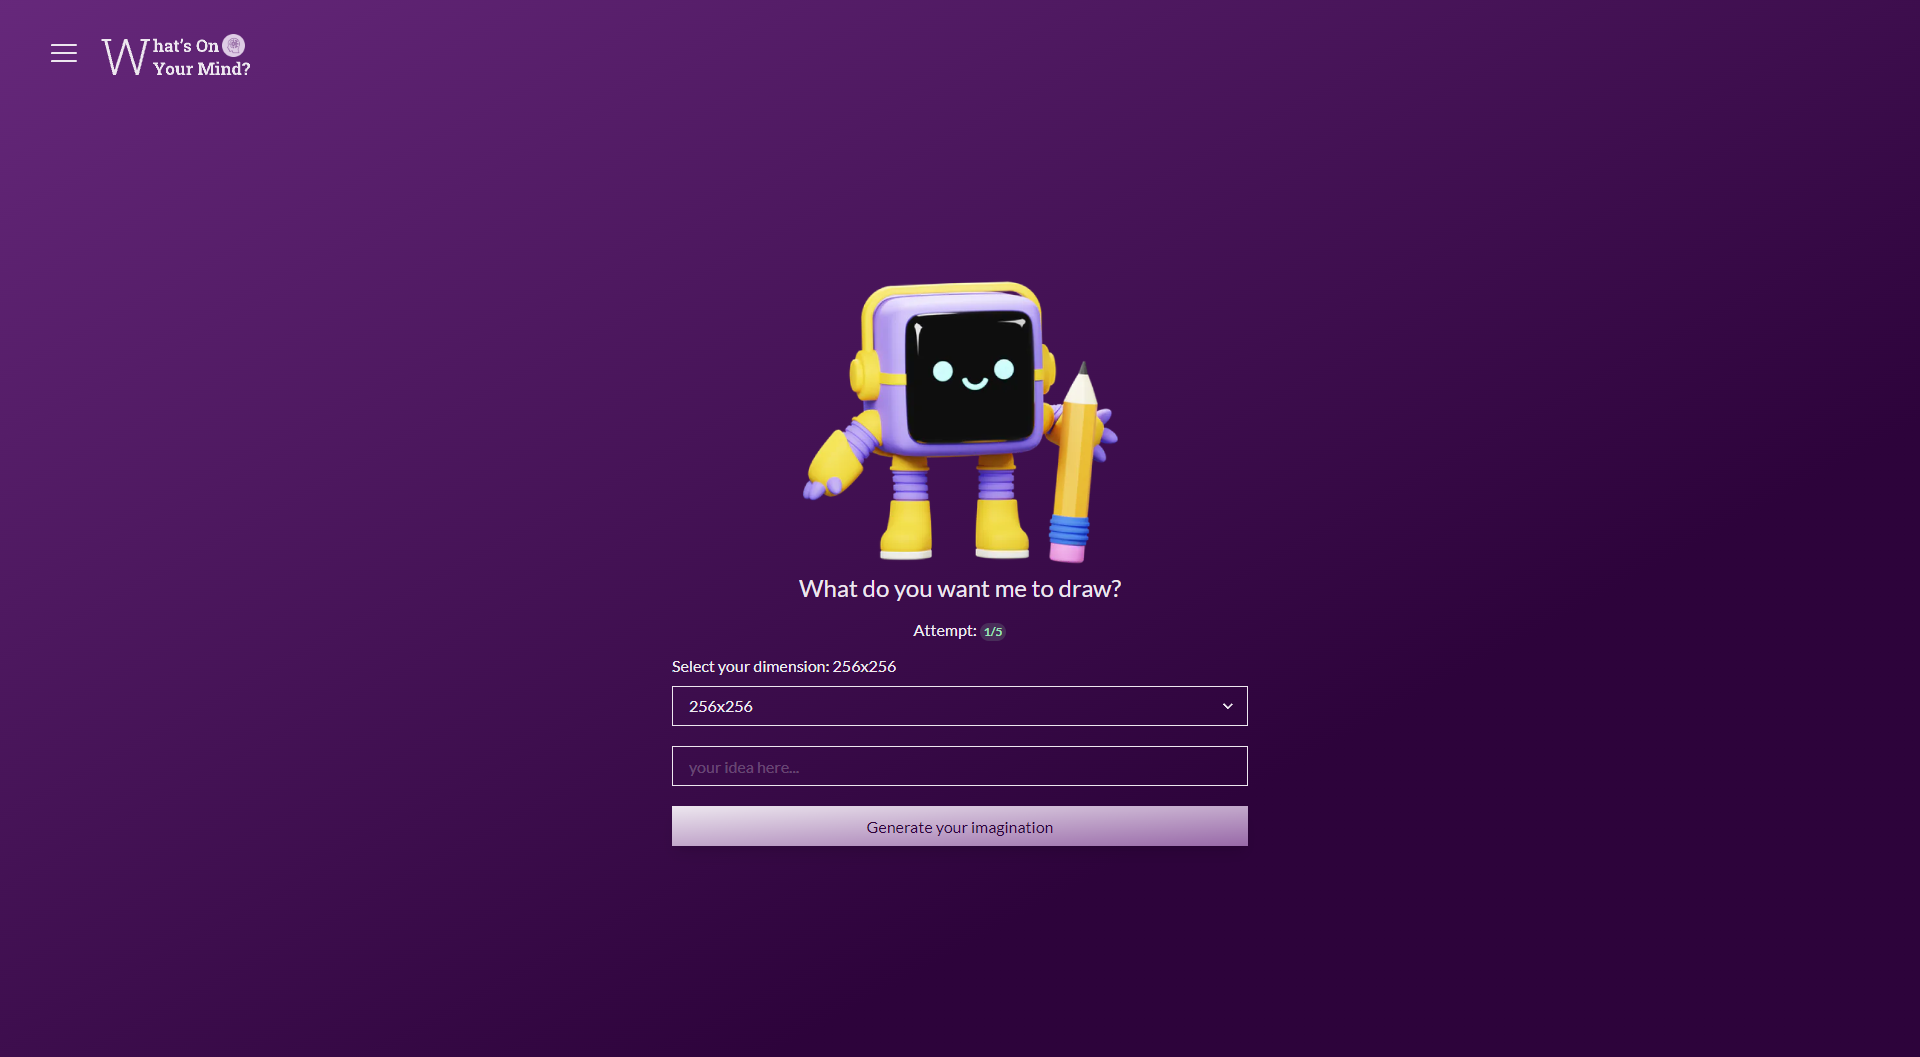 What's On
Your Mind?
What do you want me to draw?
Attempt: 1/5
Select your dimension: 256x256
256x256
your idea here...
Generate your imagination